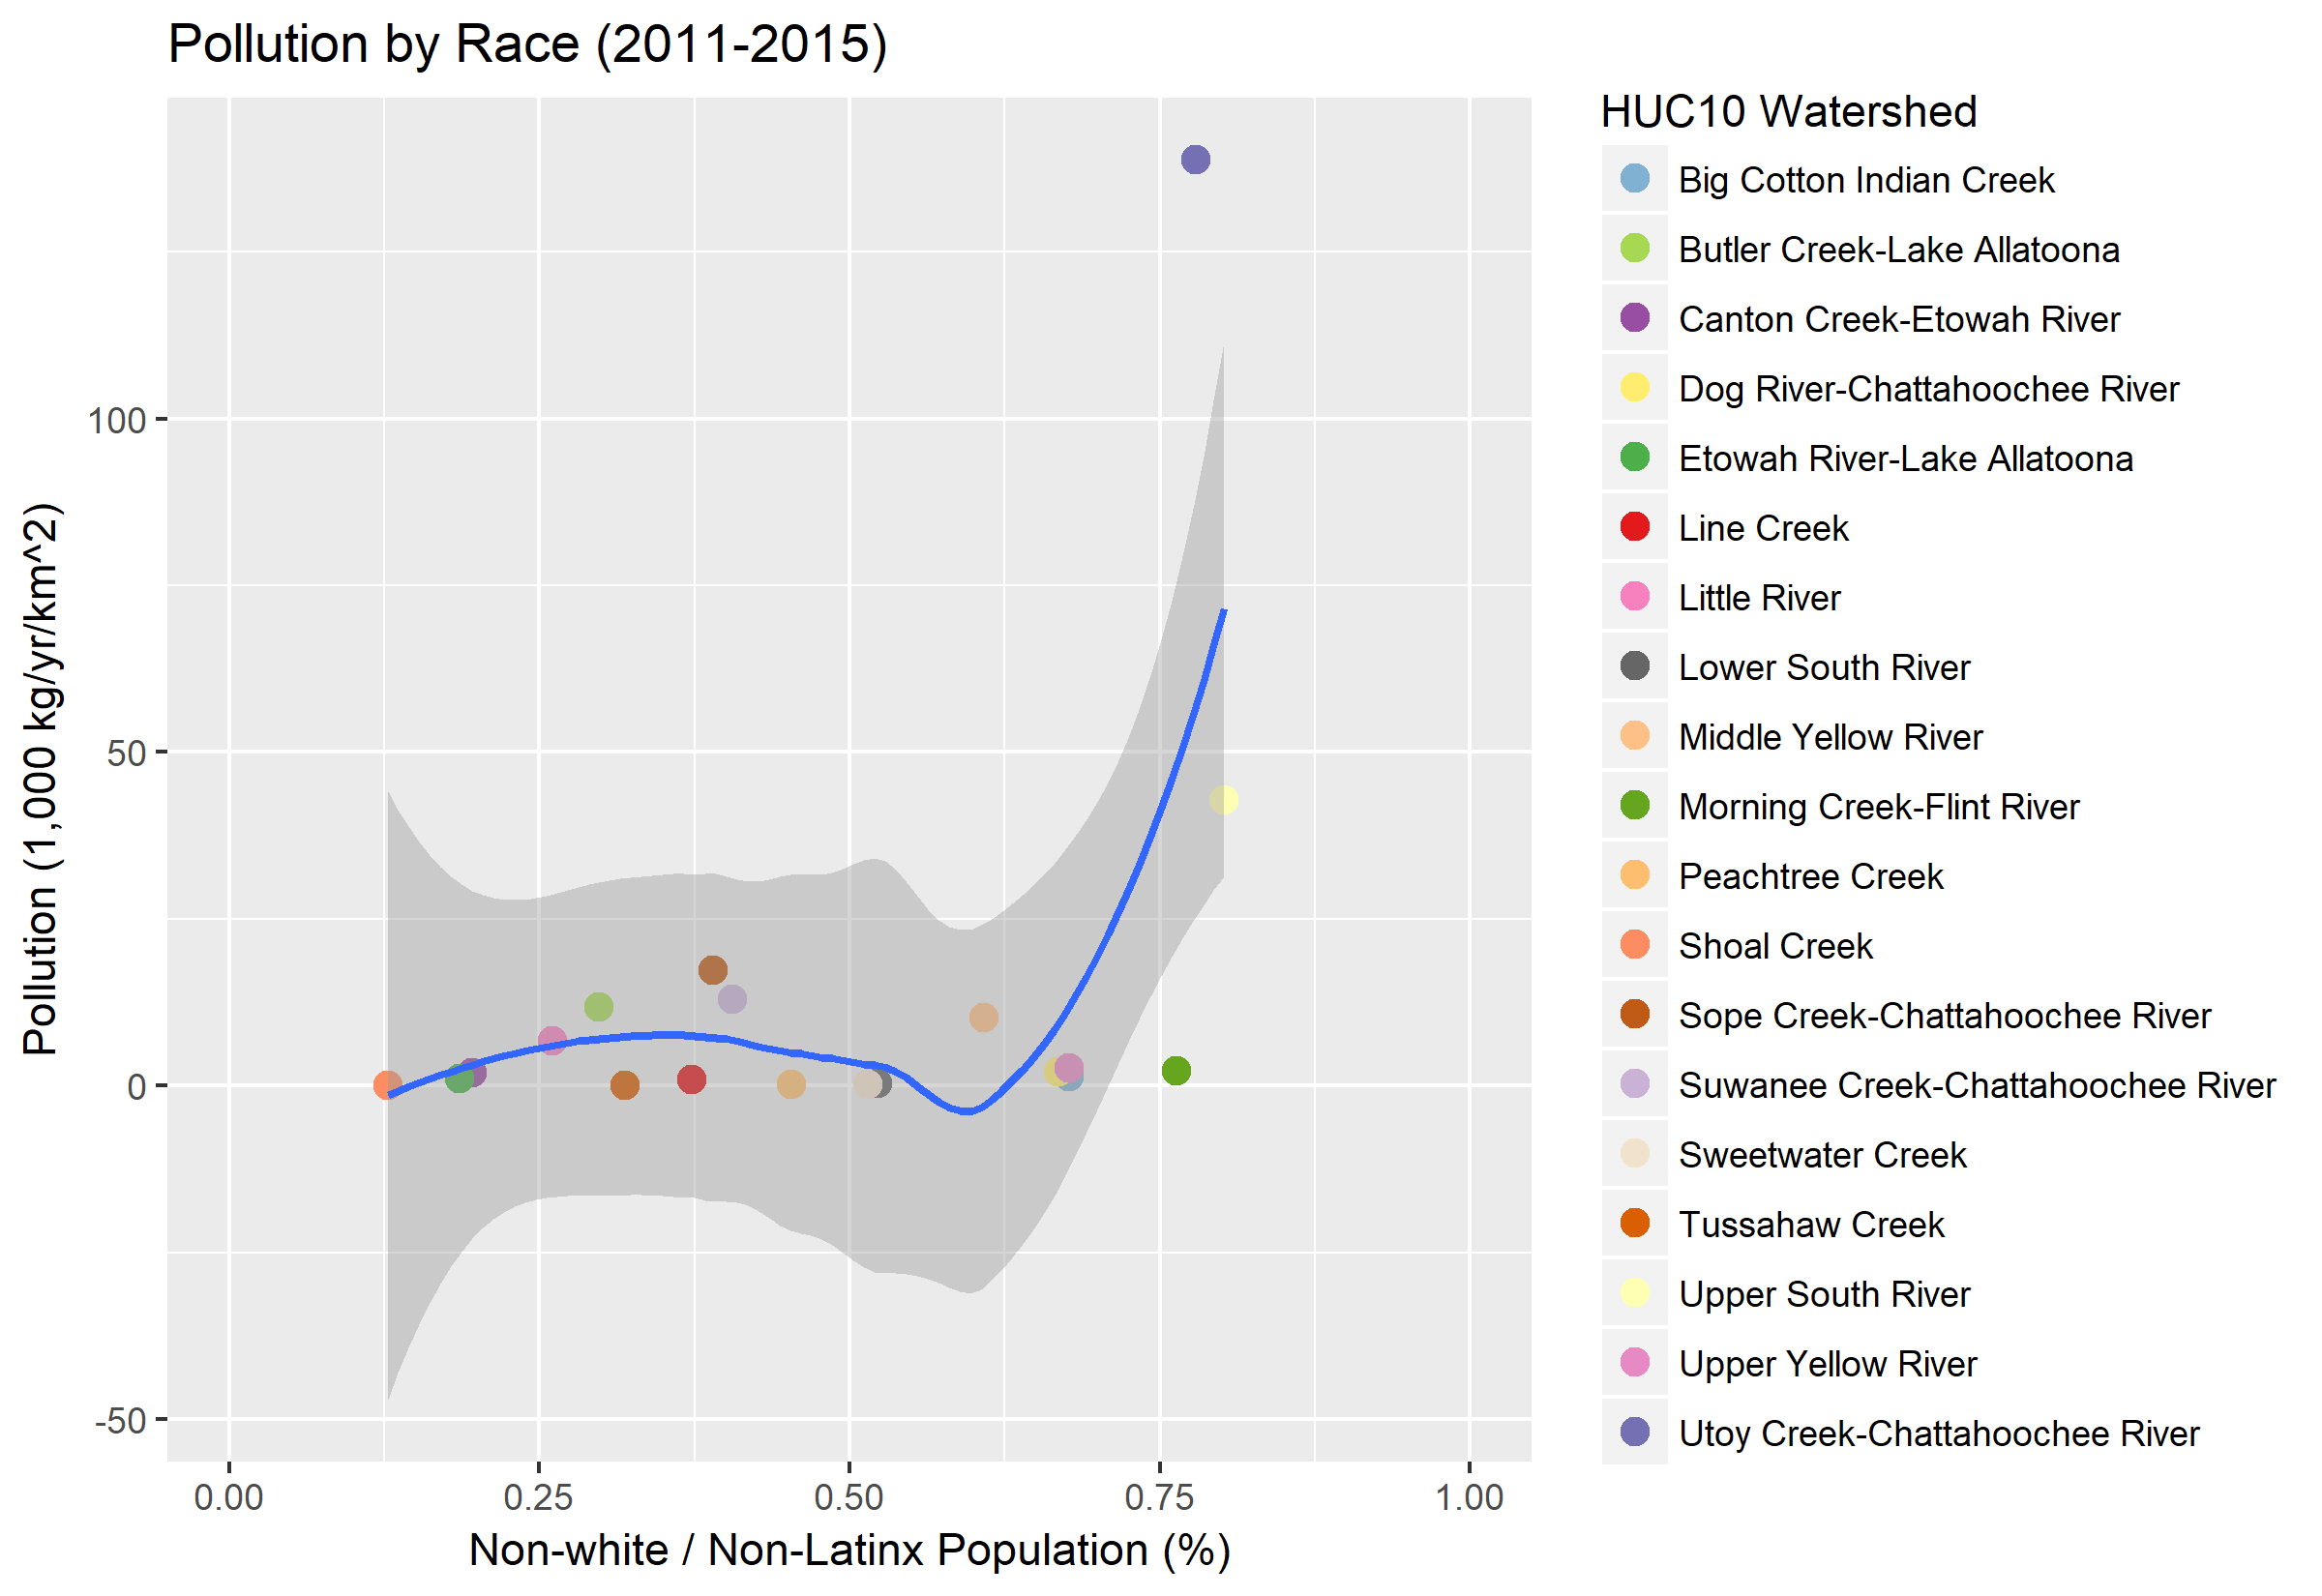 Pollution by Race (2011-2015)
Pollution (1,000 kg/yr/km^2)
100
50
0
-50
0.00
0.25
0.50
0.75
1.00
Non-white / Non-Latinx Population (%)
HUC10 Watershed
Big Cotton Indian Creek
Butler Creek-Lake Allatoona
Canton Creek-Etowah River
Dog River-Chattahoochee River
Etowah River-Lake Allatoona
Line Creek
Little River
Lower South River
Middle Yellow River
Morning Creek-Flint River
Peachtree Creek
Shoal Creek
Sope Creek-Chattahoochee River
Suwanee Creek-Chattahoochee River
Sweetwater Creek
Tussahaw Creek
Upper South River
Upper Yellow River
Utoy Creek-Chattahoochee River